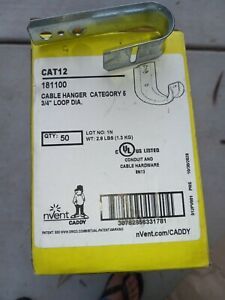 CAT12
181100
CABLE HANGER CATEGORY 5
3/4" LOOP DIA.
QTY: 50
LOT NO: 1N
WT: 2.8 LBS (1.3 KG)
UL US LISTED
CONDUIT AND
CABLE HARDWARE
nVent
CADDY
nVent.com/CADDY